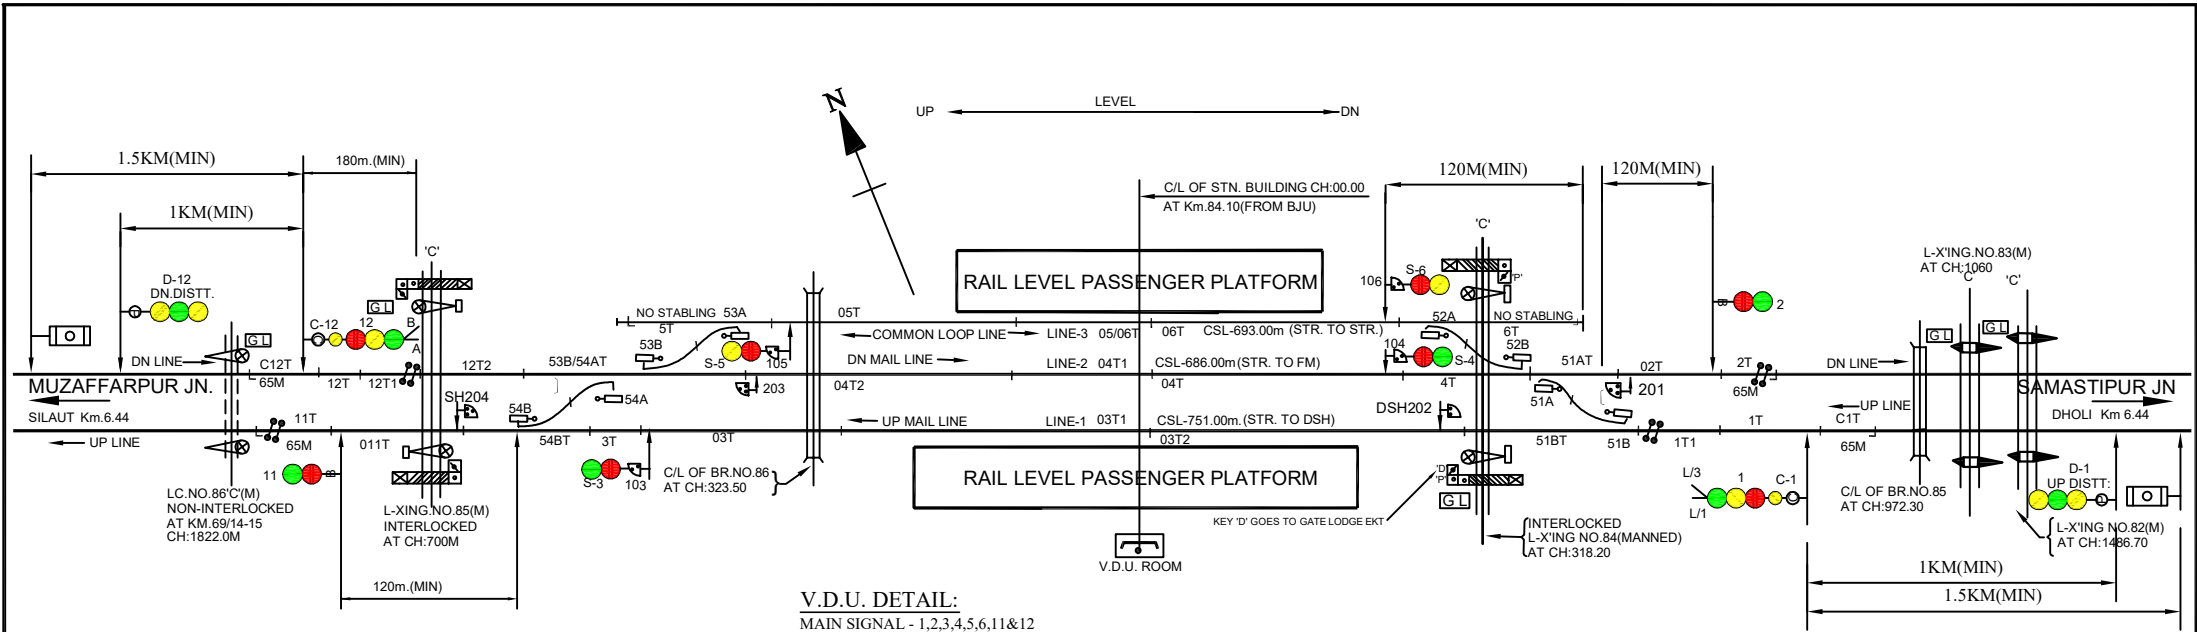 N
UP
LEVEL
DN
1.5KM(MIN)
180m.(MIN)
1KM(MIN)
C/L OF STN. BUILDING CH:00.00
AT Km.84.10(FROM BJU)
120M(MIN)
120M(MIN)
'C'
'C'
L-X'ING.NO.83(M)
AT CH:1060
C
'C'
D-12
DN.DISTT.
RAIL LEVEL PASSENGER PLATFORM
106
S-6
'P'
2
G L
C-12
12
B
A
NO STABLING
53A
5T
05T
COMMON LOOP LINE
LINE-3
05/06T
06T
CSL-693.00m (STR. TO STR.)
52A
NO STABLING
6T
G L
G L
G L
DN LINE
C12T
65M
12T
12T1
12T2
53B/54AT
53B
S-5
105
DN MAIL LINE
LINE-2
04T1
CSL-686.00m(STR. TO FM)
104
S-4
52B
51AT
02T
2T
65M
DN LINE
MUZAFFARPUR JN.
SILAUT Km.6.44
UP LINE
SH204
54B
54A
203
04T2
04T
4T
51A
201
SAMASTIPUR JN
DHOLI Km 6.44
UP LINE
11T
65M
011T
54BT
3T
03T
UP MAIL LINE
LINE-1
03T1
CSL-751.00m.(STR. TO DSH)
03T2
DSH202
51BT
51B
1T1
1T
C1T
65M
11
S-3
103
C/L OF BR.NO.86
AT CH:323.50
RAIL LEVEL PASSENGER PLATFORM
'D'
'P'
G L
L/3
L/1
1
C-1
C/L OF BR.NO.85
AT CH:972.30
D-1
UP DISTT:
LC.NO.86'C'(M)
NON-INTERLOCKED
AT KM.69/14-15
CH:1822.0M
L-XING.NO.85(M)
INTERLOCKED
AT CH:700M
KEY 'D' GOES TO GATE LODGE EKT
INTERLOCKED
L-X'ING NO.84(MANNED)
AT CH:318.20
L-X'ING NO.82(M)
AT CH:1486.70
V.D.U. ROOM
120m.(MIN)
1KM(MIN)
1.5KM(MIN)
V.D.U. DETAIL:
MAIN SIGNAL - 1,2,3,4,5,6,11&12